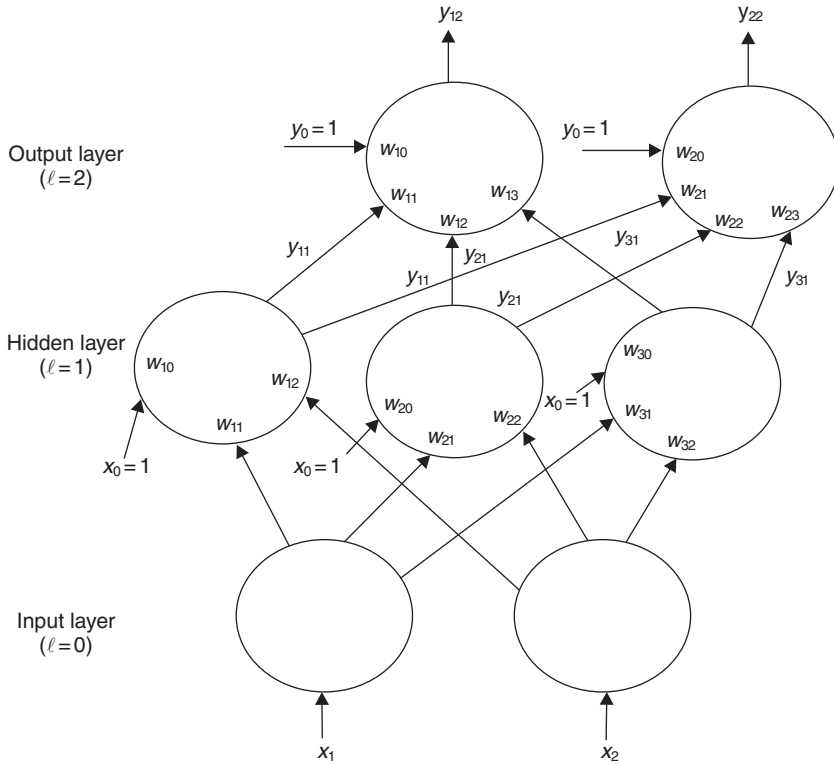 y₁₂ y₂₂
y₀ = 1 y₀ = 1
Output layer
(ℓ = 2)
w₁₀ w₂₀
w₁₁ w₁₃ w₂₁
w₁₂ w₂₂ w₂₃
y₁₁ y₂₁ y₃₁
y₁₁ y₂₁ y₃₁
Hidden layer
(ℓ = 1)
w₁₀ w₁₂ w₃₀
w₂₀ w₂₂ x₀ = 1 w₃₁
w₁₁ w₂₁ w₃₂
x₀ = 1 x₀ = 1
Input layer
(ℓ = 0)
x₁ x₂